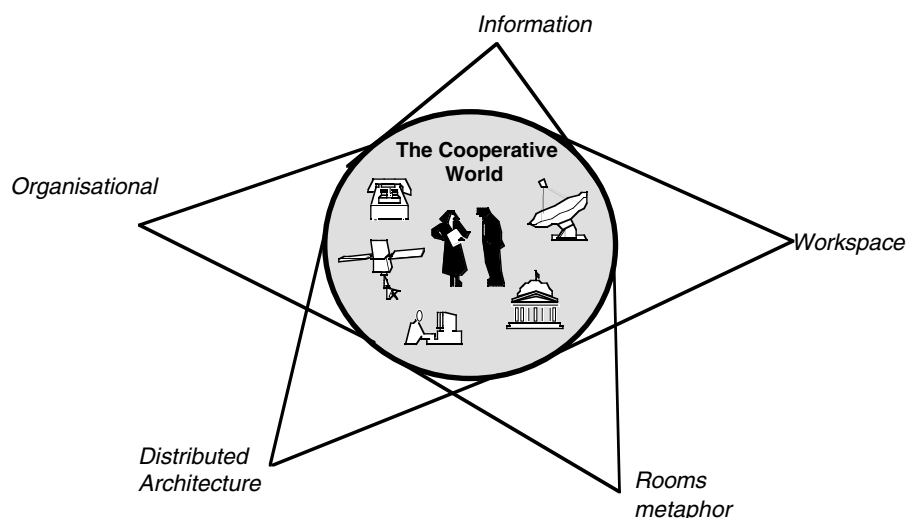 Information
The Cooperative
World
Organisational
Workspace
Distributed
Architecture
Rooms
metaphor